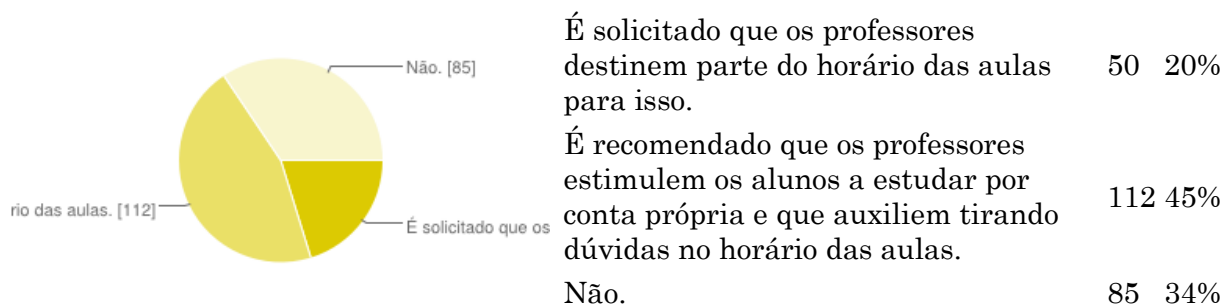 Não. [85]
rio das aulas. [112]
É solicitado que os
É solicitado que os professores
destinem parte do horário das aulas
para isso.
50 20%
É recomendado que os professores
estimulem os alunos a estudar por
conta própria e que auxiliem tirando
dúvidas no horário das aulas.
112 45%
Não. 85 34%